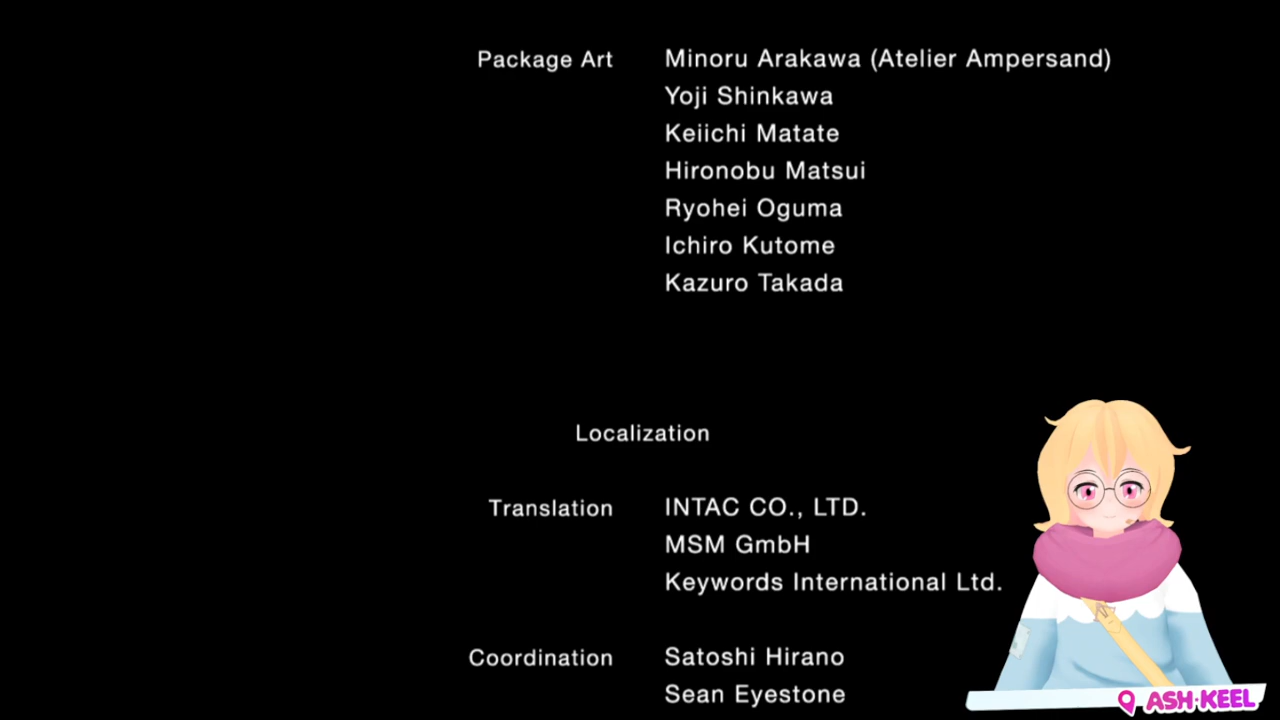 Package Art Minoru Arakawa (Atelier Ampersand)
Yoji Shinkawa
Keiichi Matate
Hironobu Matsui
Ryohei Oguma
Ichiro Kutome
Kazuro Takada
Localization
Translation INTAC CO., LTD.
MSM GmbH
Keywords International Ltd.
Coordination Satoshi Hirano
Sean Eyestone
ASH·KEEL